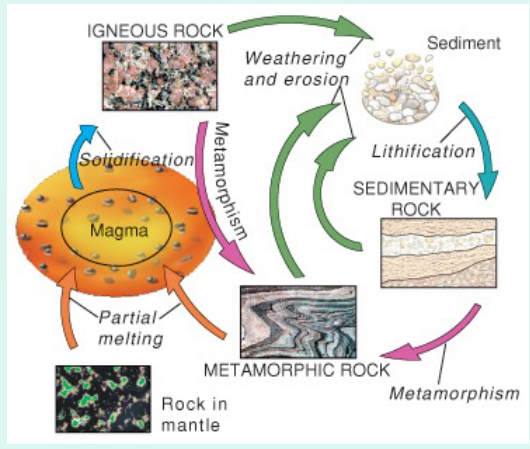 IGNEOUS ROCK
Weathering
and erosion
Sediment
Solidification
Metamorphism
Lithification
SEDIMENTARY
ROCK
Magma
Partial
melting
METAMORPHIC ROCK
Metamorphism
Rock in
mantle